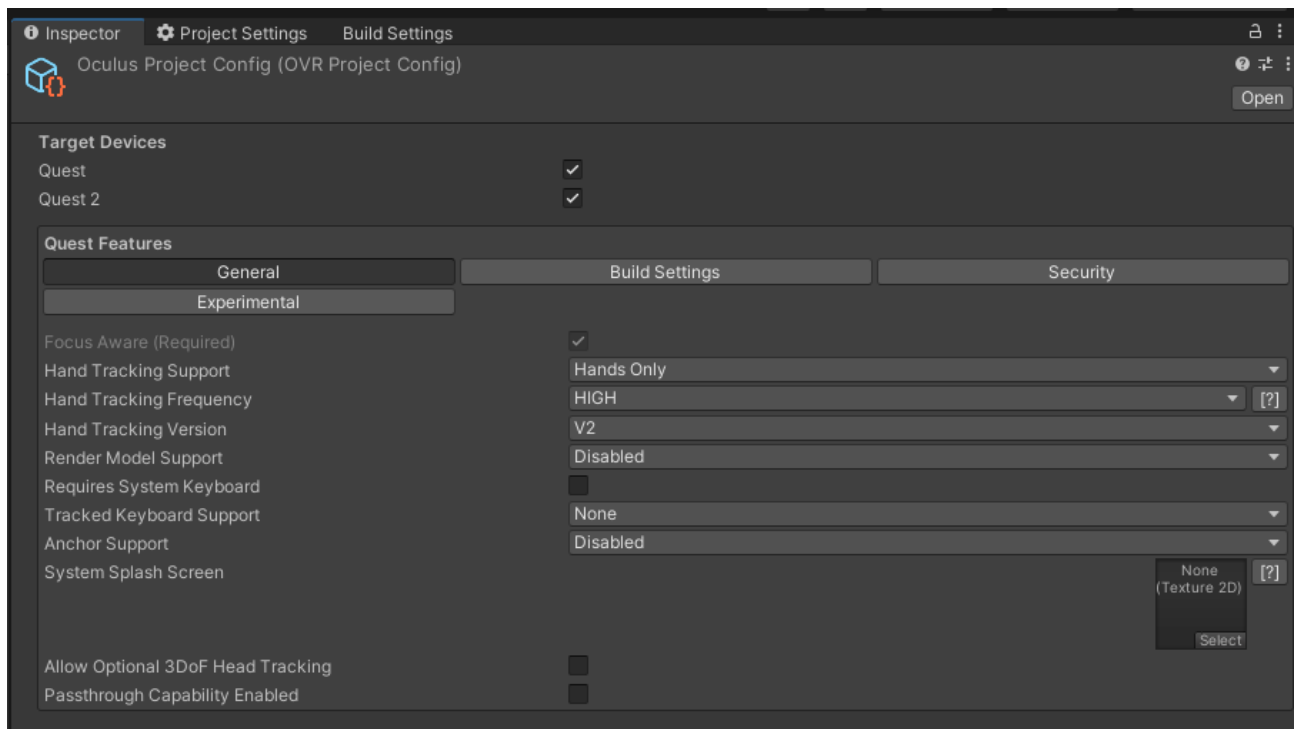 Inspector Project Settings Build Settings
Oculus Project Config (OVR Project Config)
Open
Target Devices
Quest
Quest 2
Quest Features
General Build Settings Security
Experimental
Focus Aware (Required)
Hand Tracking Support Hands Only
Hand Tracking Frequency HIGH [?]
Hand Tracking Version V2
Render Model Support Disabled
Requires System Keyboard
Tracked Keyboard Support None
Anchor Support Disabled
System Splash Screen None [?]
(Texture 2D)
Select
Allow Optional 3DoF Head Tracking
Passthrough Capability Enabled